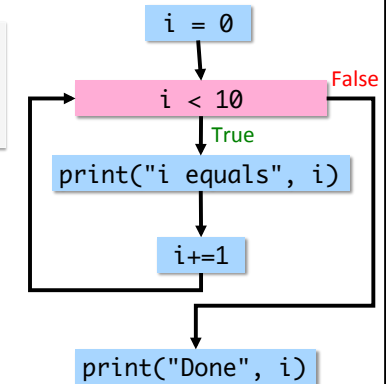 i = 0
i < 10
False
True
print("i equals", i)
i+=1
print("Done", i)